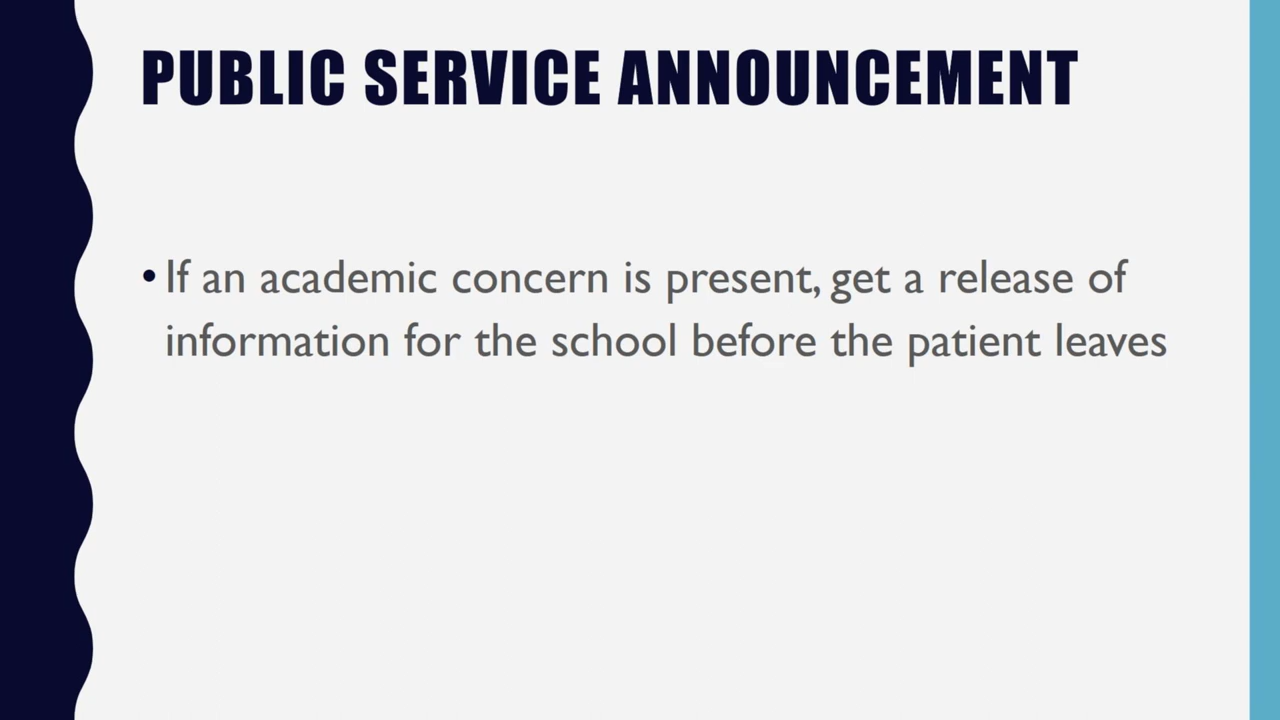 PUBLIC SERVICE ANNOUNCEMENT
• If an academic concern is present, get a release of
information for the school before the patient leaves